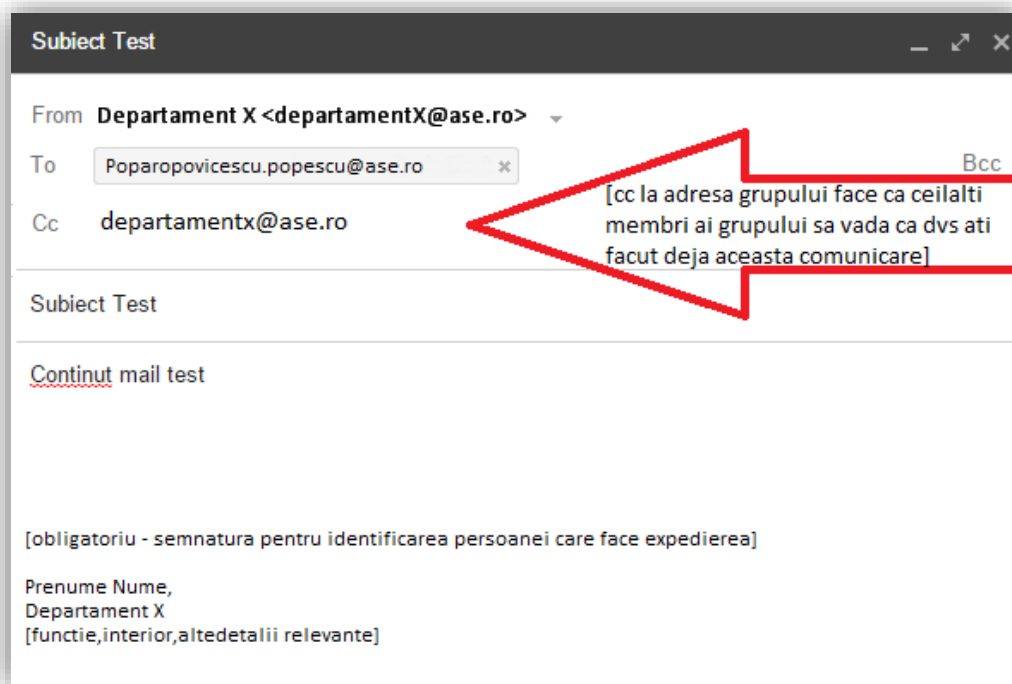 Subiect Test
From Departament X <departamentX@ase.ro>
To Poparopovicescu.popescu@ase.ro
Bcc
Cc departamentx@ase.ro
[cc la adresa grupului face ca ceilalti
membri ai grupului sa vada ca dvs ati
facut deja aceasta comunicare]
Subiect Test
Continut mail test
[obligatoriu - semnatura pentru identificarea persoanei care face expedierea]
Prenume Nume,
Departament X
[functie,interior,altedetalii relevante]